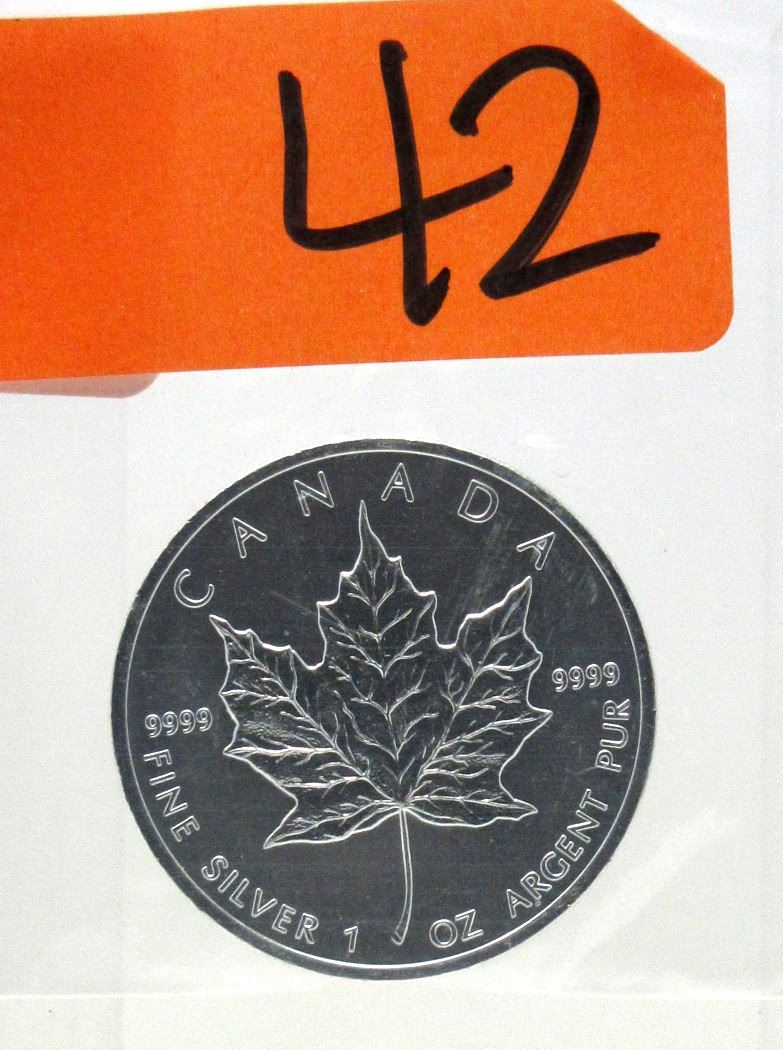 42
CANADA
9999 9999
FINE SILVER 1 OZ ARGENT PUR